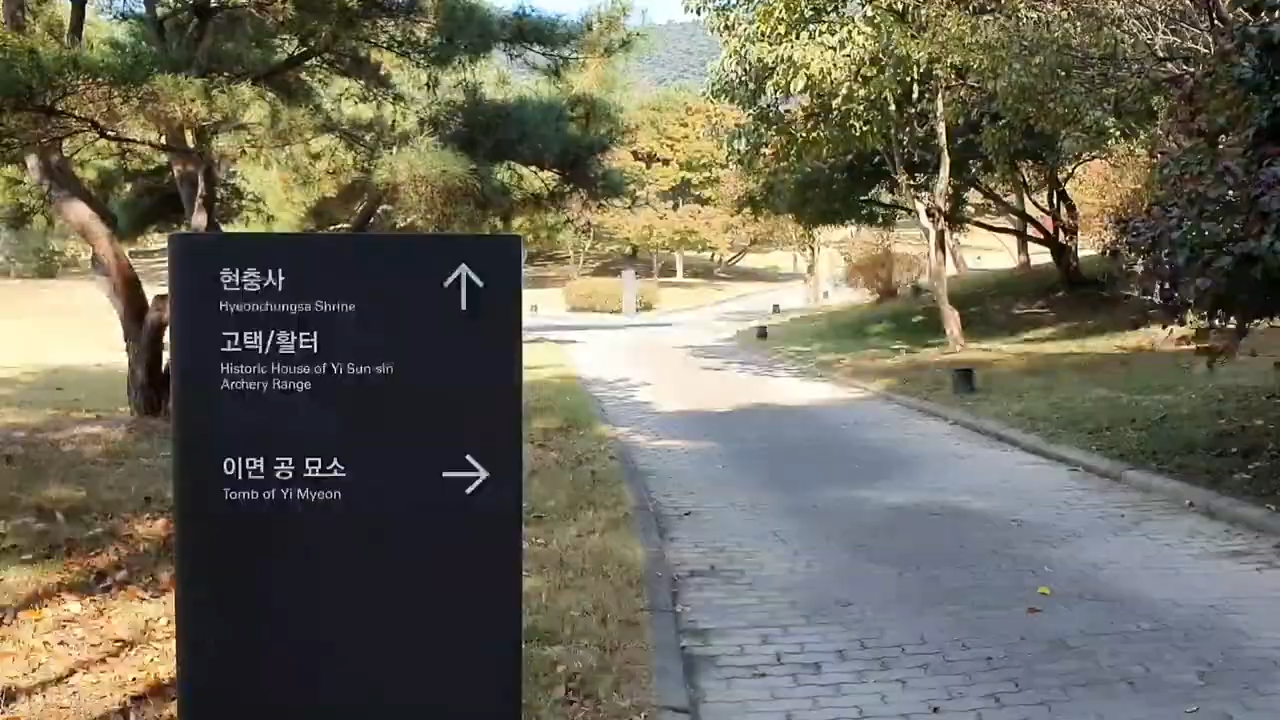 현충사
Hyeonchungsa Shrine
고택/활터
Historic House of Yi Sun-sin
Archery Range
이면 공 묘소
Tomb of Yi Myeon